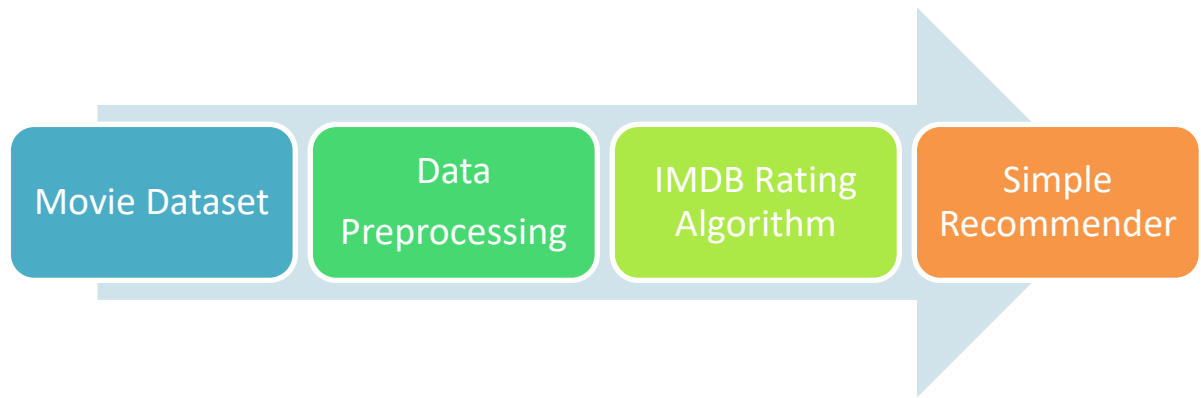 Movie Dataset
Data
Preprocessing
IMDB Rating
Algorithm
Simple
Recommender